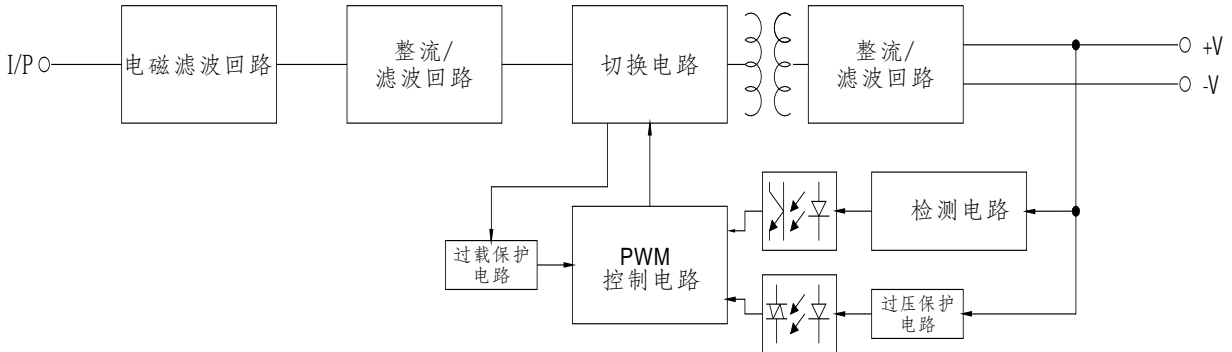 I/P
电磁滤波回路
整流/
滤波回路
切换电路
整流/
滤波回路
+V
-V
过载保护
电路
PWM
控制电路
检测电路
过压保护
电路